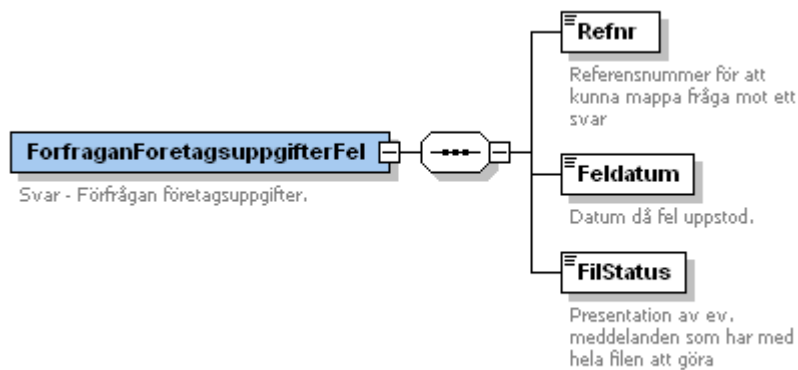 Refnr
Referensnummer för att
kunna mappa fråga mot ett
svar
ForfraganForetagsuppgifterFel
Svar - Förfrågan företagsuppgifter.
Feldatum
Datum då fel uppstod.
FilStatus
Presentation av ev.
meddelanden som har med
hela filen att göra